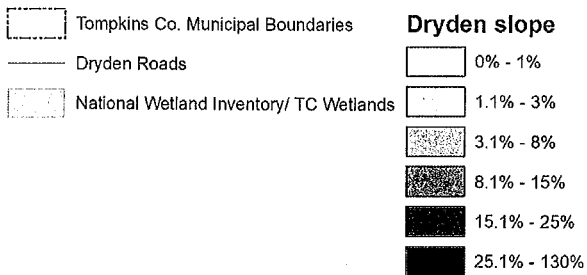 Tompkins Co. Municipal Boundaries
Dryden Roads
National Wetland Inventory/ TC Wetlands
Dryden slope
0% - 1%
1.1% - 3%
3.1% - 8%
8.1% - 15%
15.1% - 25%
25.1% - 130%